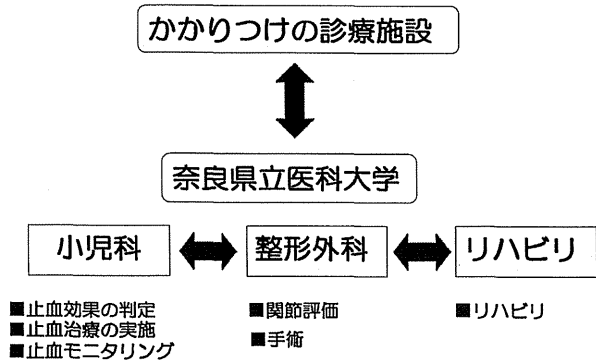 かかりつけの診療施設
奈良県立医科大学
小児科
整形外科
リハビリ
■止血効果の判定
■止血治療の実施
■止血モニタリング
■関節評価
■手術
■リハビリ